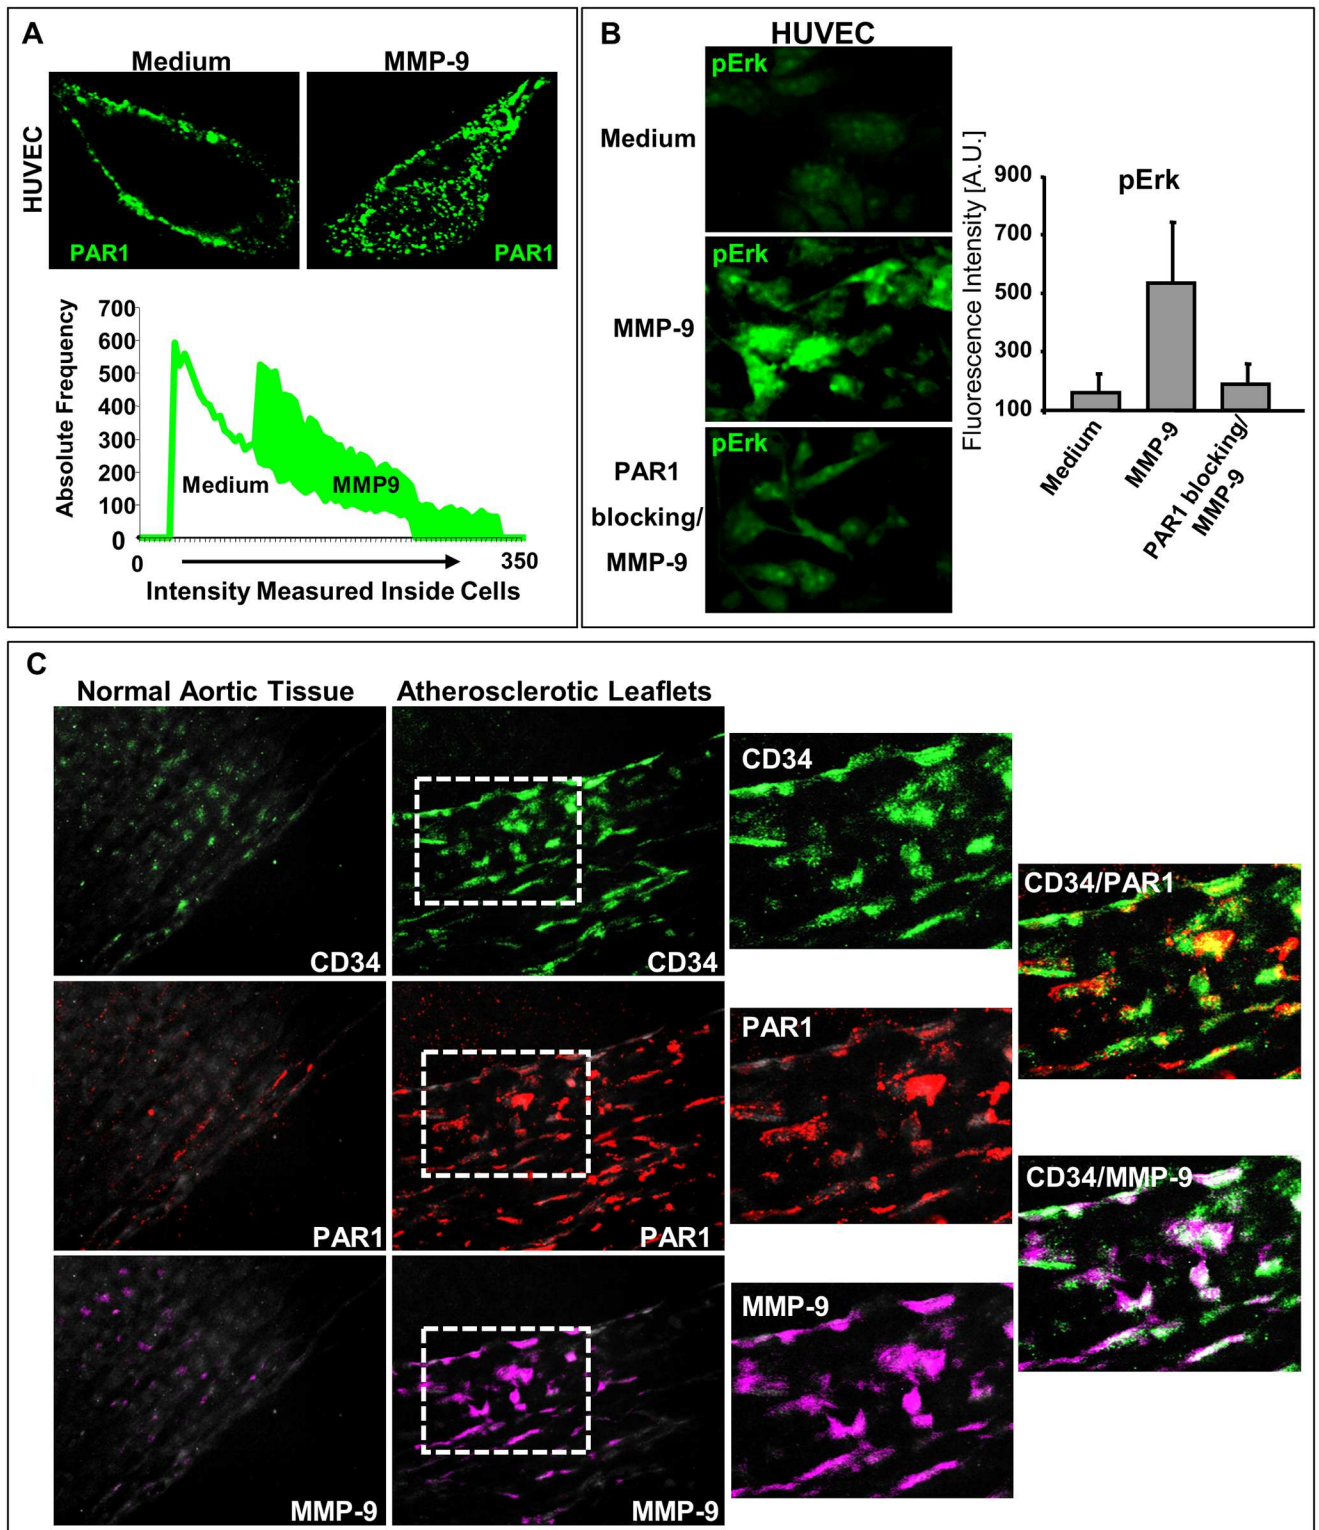 A
Medium MMP-9
HUVEC
PAR1 PAR1
Absolute Frequency
700
600
500
400
300
200
100
0
Medium MMP9
0 350
Intensity Measured Inside Cells
B
HUVEC
Medium
pErk
MMP-9
pErk
PAR1
blocking/
MMP-9
pErk
Fluorescence Intensity [A.U.]
pErk
900
700
500
300
100
Medium
MMP-9
PAR1 blocking/
MMP-9
C
Normal Aortic Tissue Atherosclerotic Leaflets
CD34 CD34 CD34
CD34/PAR1
PAR1 PAR1 PAR1
CD34/MMP-9
MMP-9 MMP-9 MMP-9